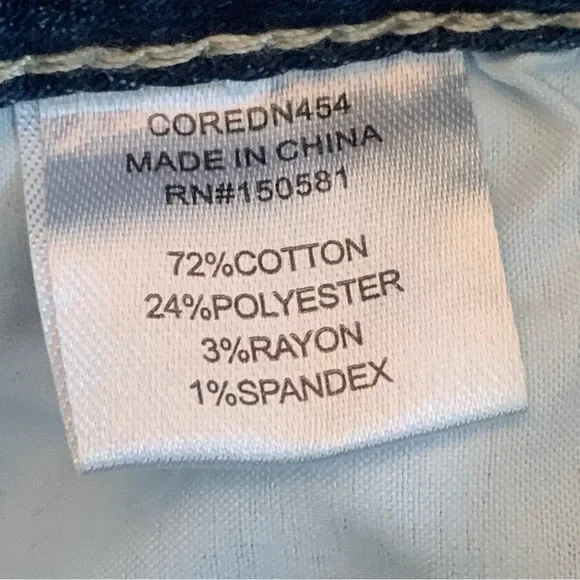 COREDN454
MADE IN CHINA
RN#150581
72%COTTON
24%POLYESTER
3%RAYON
1%SPANDEX